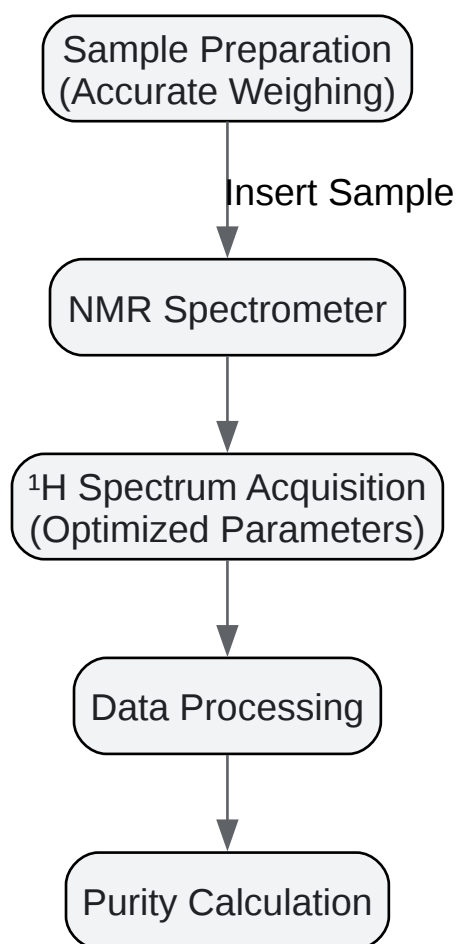 Sample Preparation
(Accurate Weighing)
Insert Sample
NMR Spectrometer
¹H Spectrum Acquisition
(Optimized Parameters)
Data Processing
Purity Calculation